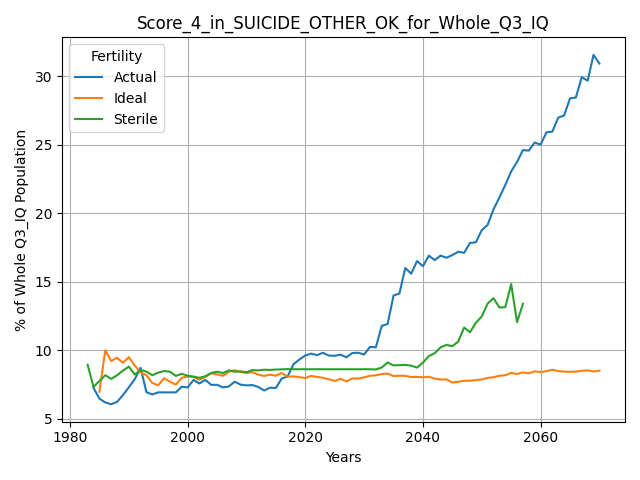 Score_4_in_SUICIDE_OTHER_OK_for_Whole_Q3_IQ
Fertility
Actual
Ideal
Sterile
% of Whole Q3_IQ Population
30
25
20
15
10
5
1980
2000
2020
2040
2060
Years